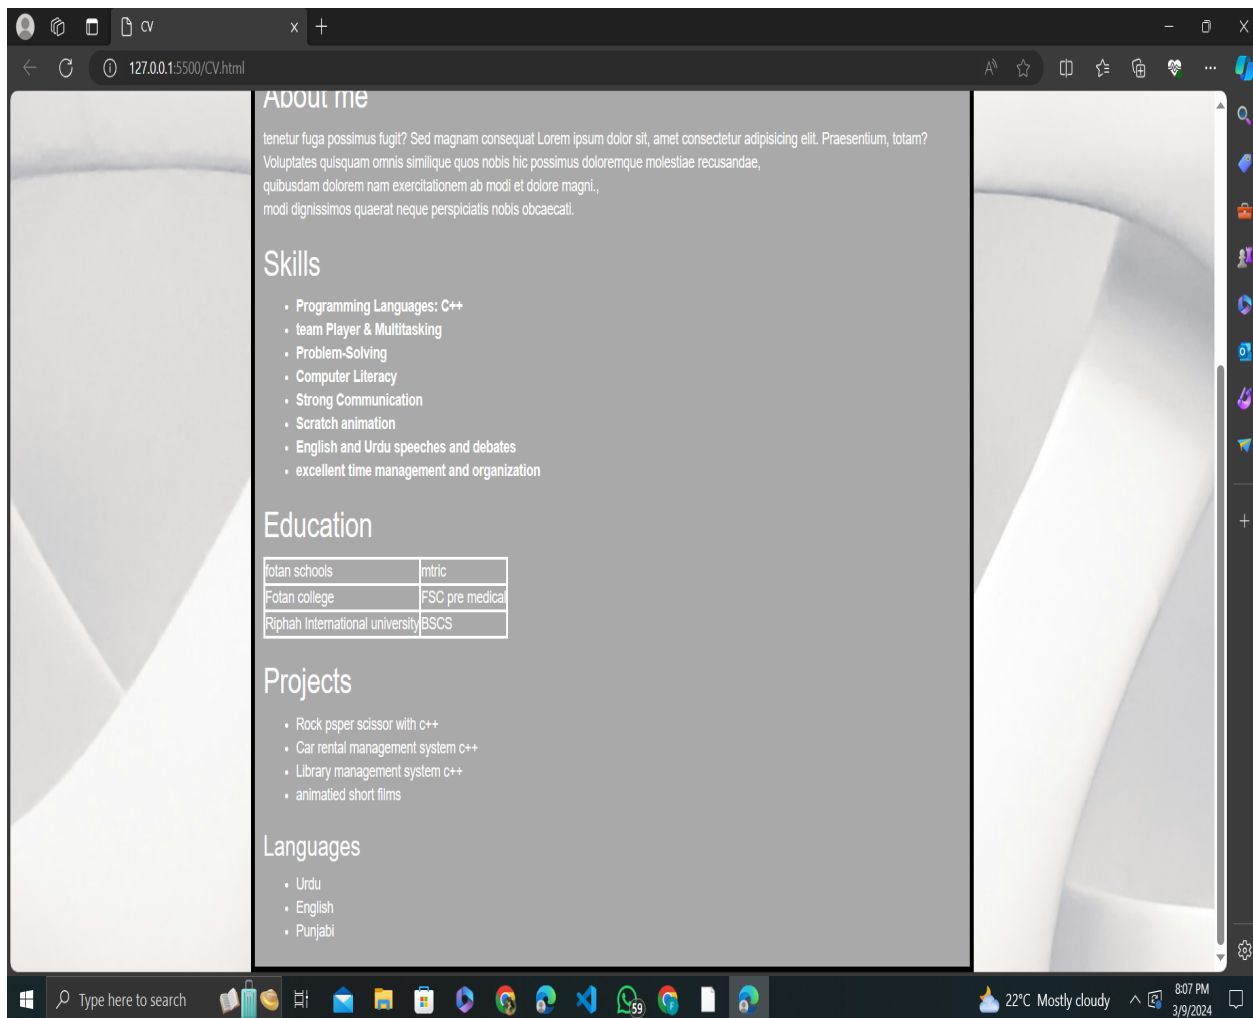 CV
127.0.0.1:5500/CV.html
About me
tenetur fuga possimus fugit? Sed magnam consequat Lorem ipsum dolor sit, amet consectetur adipisicing elit. Praesentium, totam?
Voluptates quisquam omnis similique quos nobis hic possimus doloremque molestiae recusandae,
quibusdam dolorem nam exercitationem ab modi et dolore magni.,
modi dignissimos quaerat neque perspiciatis nobis obcaecati.
Skills
• Programming Languages: C++
• team Player & Multitasking
• Problem-Solving
• Computer Literacy
• Strong Communication
• Scratch animation
• English and Urdu speeches and debates
• excellent time management and organization
Education
fotan schools mtric
Fotan college FSC pre medical
Riphah International university BSCS
Projects
• Rock psper scissor with c++
• Car rental management system c++
• Library management system c++
• animatied short films
Languages
• Urdu
• English
• Punjabi
Type here to search
59
22°C Mostly cloudy
8:07 PM
3/9/2024